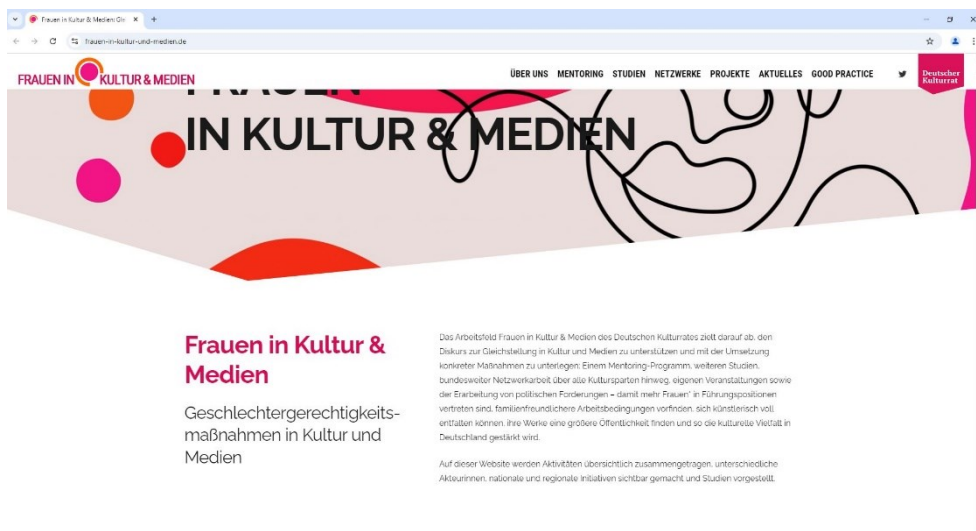 Frauen in Kultur & Medien: Gle
frauen-in-kultur-und-medien.de
FRAUEN IN KULTUR & MEDIEN
ÜBER UNS MENTORING STUDIEN NETZWERKE PROJEKTE AKTUELLES GOOD PRACTICE
Deutscher
Kulturrat
FRAUEN
IN KULTUR & MEDIEN
Frauen in Kultur &
Medien
Geschlechtergerechtigkeits-
maßnahmen in Kultur und
Medien
Das Arbeitsfeld Frauen in Kultur & Medien des Deutschen Kulturrates zielt darauf ab, den
Diskurs zur Gleichstellung in Kultur und Medien zu unterstützen und mit der Umsetzung
konkreter Maßnahmen zu unterlegen: Einem Mentoring-Programm, weiteren Studien,
bundesweiter Netzwerkarbeit über alle Kultursparten hinweg, eigenen Veranstaltungen sowie
der Erarbeitung von politischen Forderungen – damit mehr Frauen* in Führungspositionen
vertreten sind, familienfreundlichere Arbeitsbedingungen vorfinden, sich künstlerisch voll
entfalten können, ihre Werke eine größere Öffentlichkeit finden und so die kulturelle Vielfalt in
Deutschland gestärkt wird.
Auf dieser Website werden Aktivitäten übersichtlich zusammengetragen, unterschiedliche
Akteurinnen, nationale und regionale Initiativen sichtbar gemacht und Studien vorgestellt.